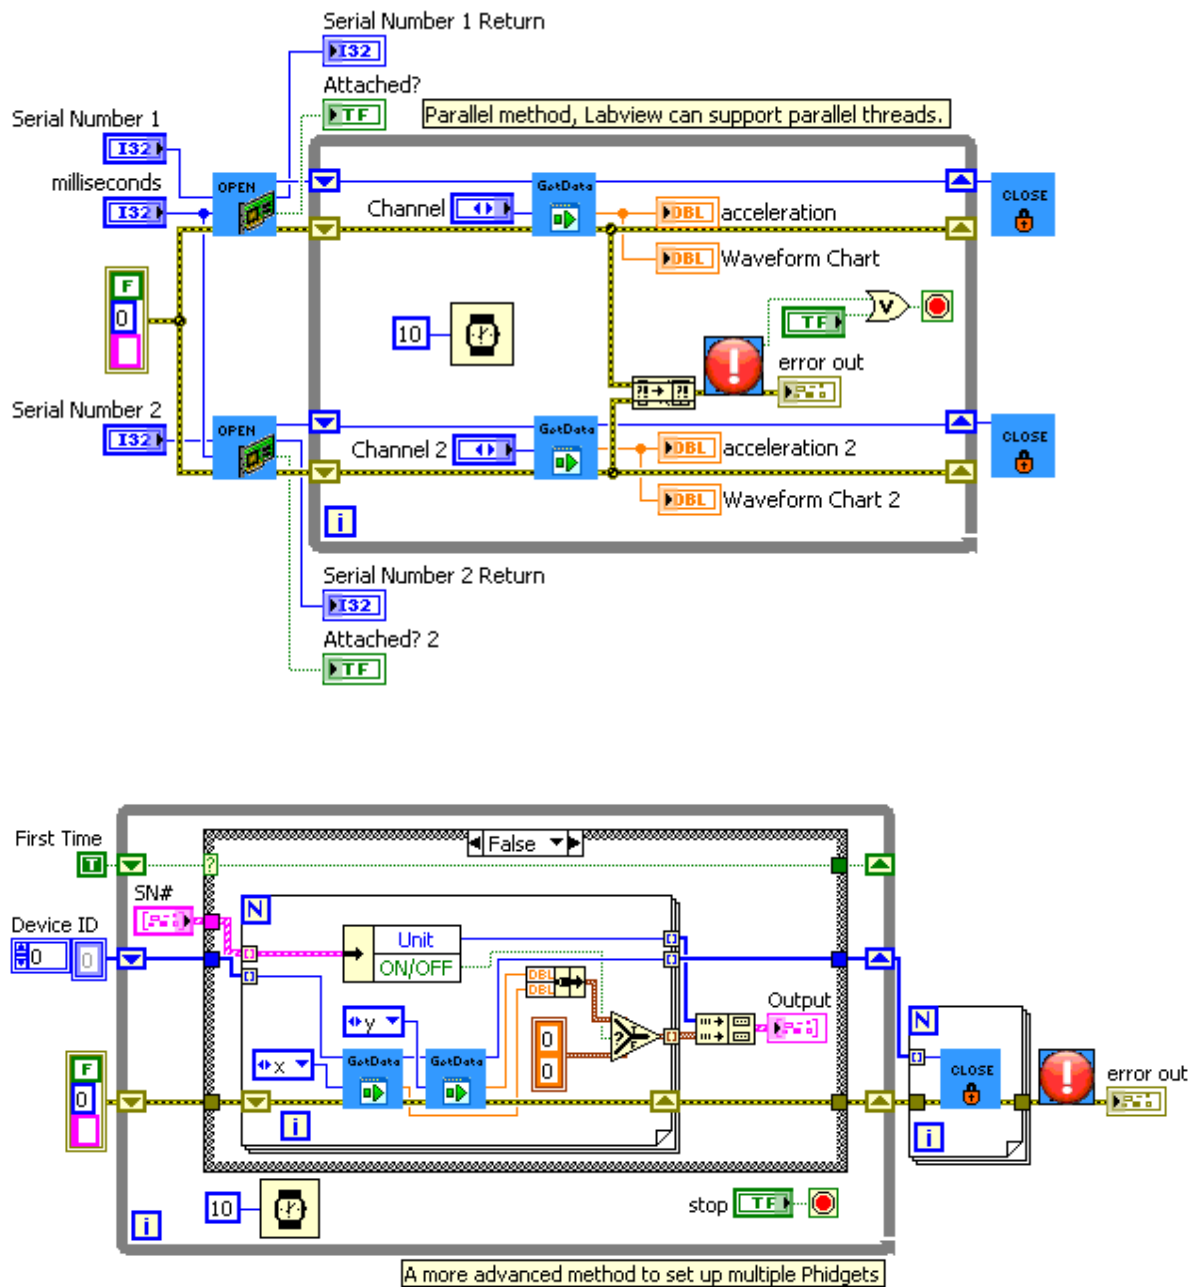 Serial Number 1 Return
I32
Attached?
TF
Parallel method, Labview can support parallel threads.
Serial Number 1
I32
milliseconds
I32
OPEN
Channel
GetData
DBL
acceleration
DBL
Waveform Chart
CLOSE
F
0
10
TF
V
error out
Serial Number 2
I32
OPEN
Channel 2
GetData
DBL
acceleration 2
DBL
Waveform Chart 2
CLOSE
i
Serial Number 2 Return
I32
Attached? 2
TF
First Time
T
False
?
SN#
N
Device ID
0
0
Unit
ON/OFF
DBL
DBL
Output
y
x
?
T
F
0
0
GetData
GetData
F
0
i
N
CLOSE
i
error out
10
stop
TF
i
A more advanced method to set up multiple Phidgets